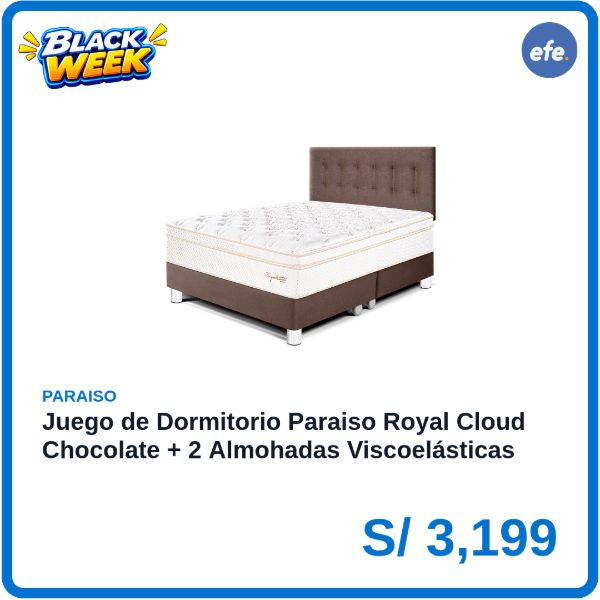 BLACK
WEEK
efe.
PARAISO
Juego de Dormitorio Paraiso Royal Cloud
Chocolate + 2 Almohadas Viscoelásticas
S/ 3,199